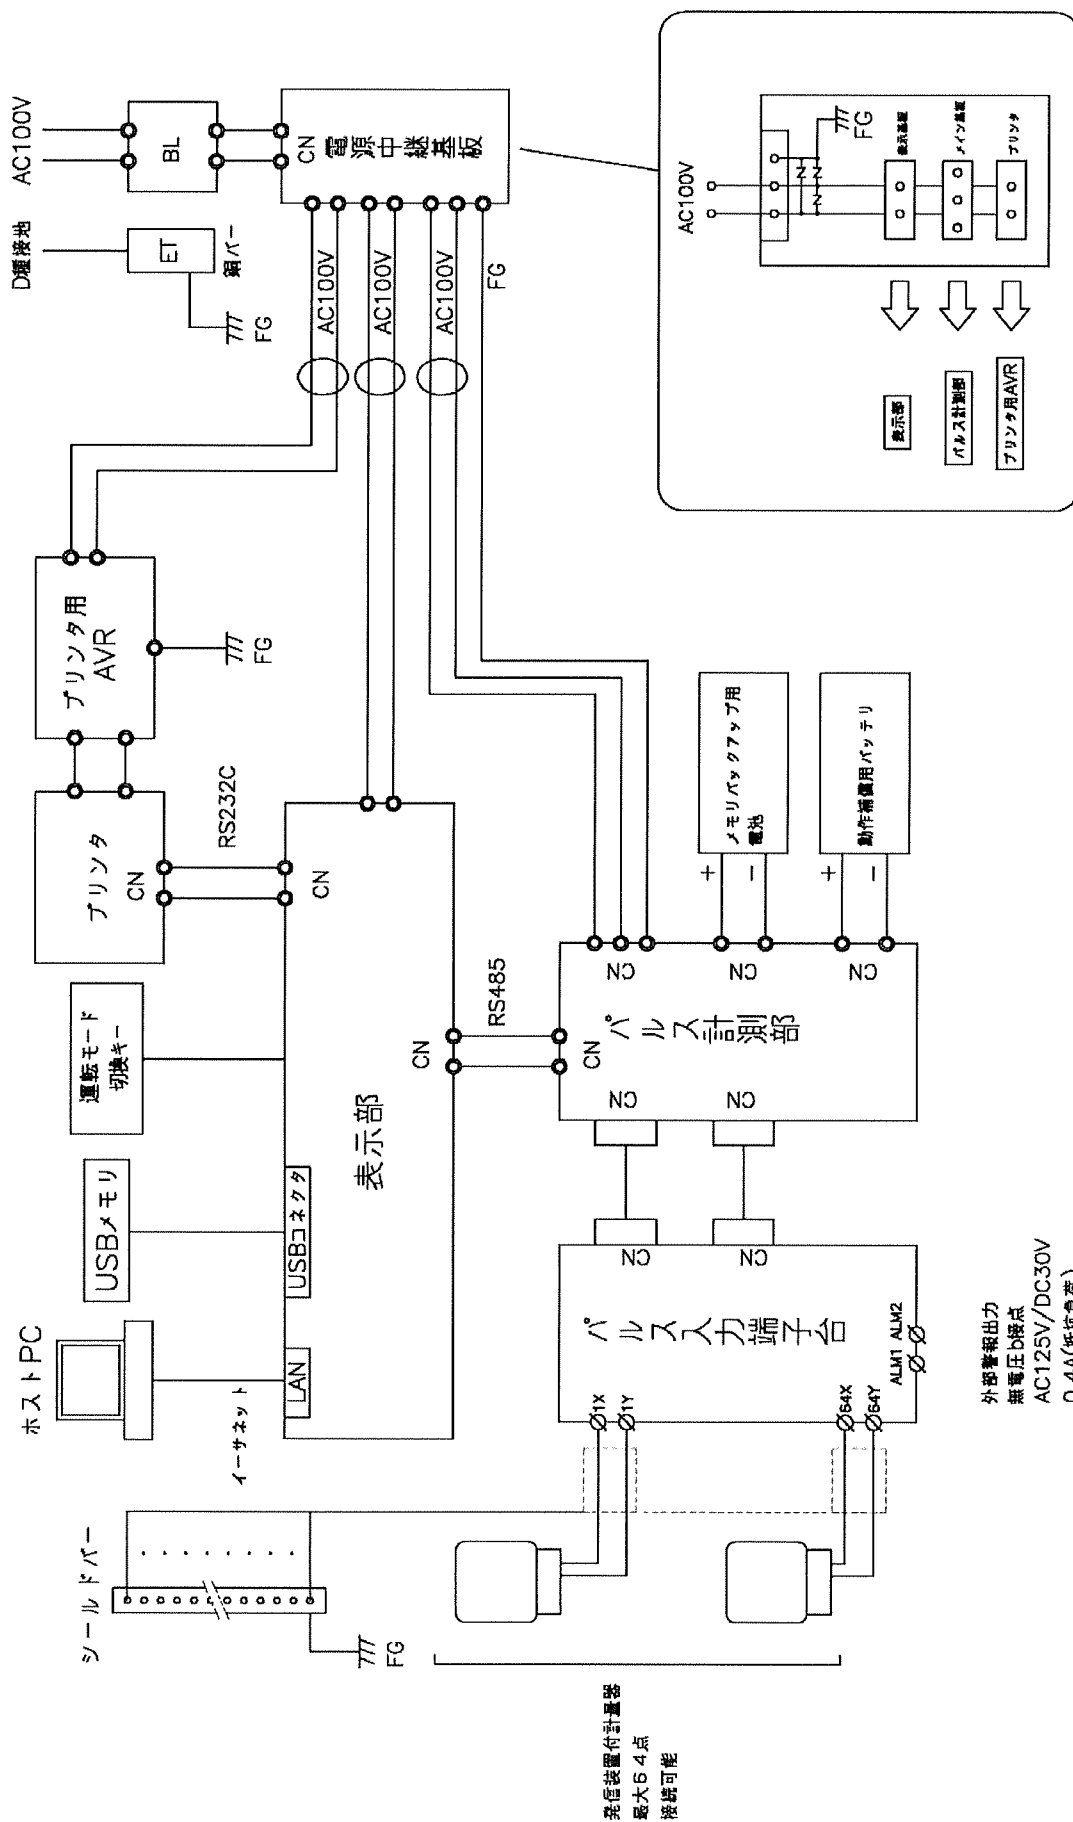 ホストPC
USBメモリ
運転モード
切換キー
プリンタ
CN
プリンタ用
AVR
FG
D種接地
AC100V
ET
銅バー
FG
BL
CN
電源中継基板
シールドバー
FG
イーサネット
LAN
USBコネクタ
表示部
RS232C
CN
CN
AC100V
AC100V
AC100V
FG
RS485
発信装置付計量器
最大64点
接続可能
1X
1Y
64X
64Y
パルス入力端子台
CN
CN
ALM1 ALM2
CN
CN
CN
パルス計測部
CN
CN
CN
+
-
メモリバックアップ用
電池
+
-
動作補償用バッテリ
外部警報出力
無電圧b接点
AC125V/DC30V
0.4A(抵抗負荷)
AC100V
FG
表示基板
メイン基板
プリンタ
表示部
パルス計測部
プリンタ用AVR